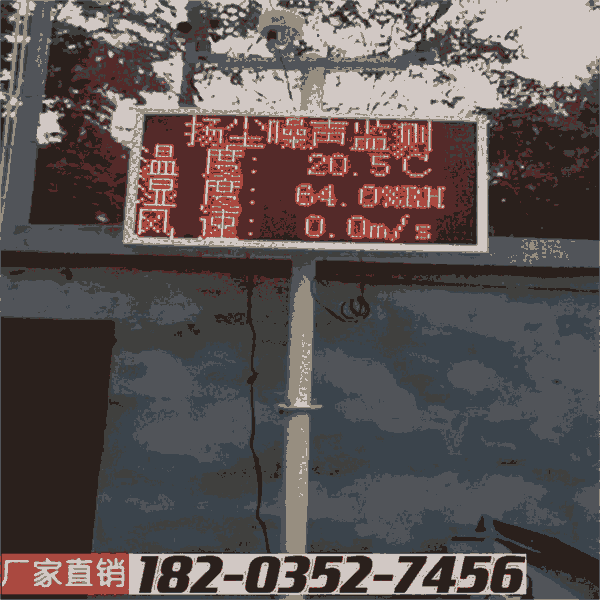 扬尘噪声监测
温 度: 20.5℃
湿 度: 64.0%RH
风 速: 0.0m/s
厂家直销 182-0352-7456